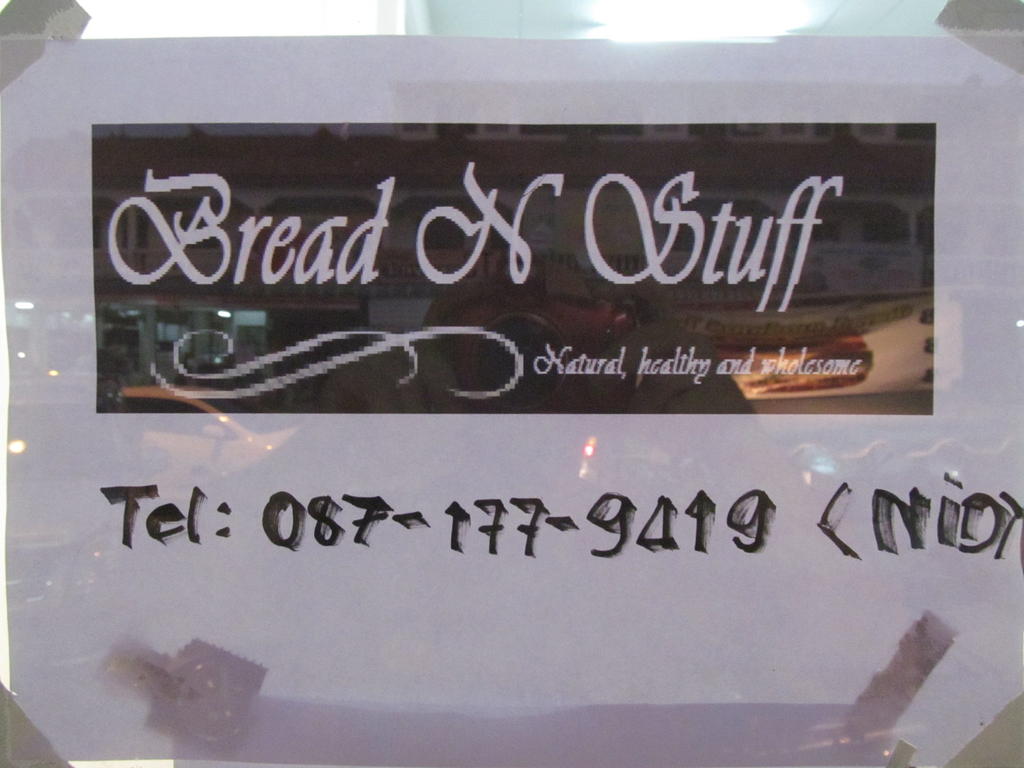 Bread N Stuff
Natural, healthy and wholesome
Tel: 087-177-9419 (NiD)